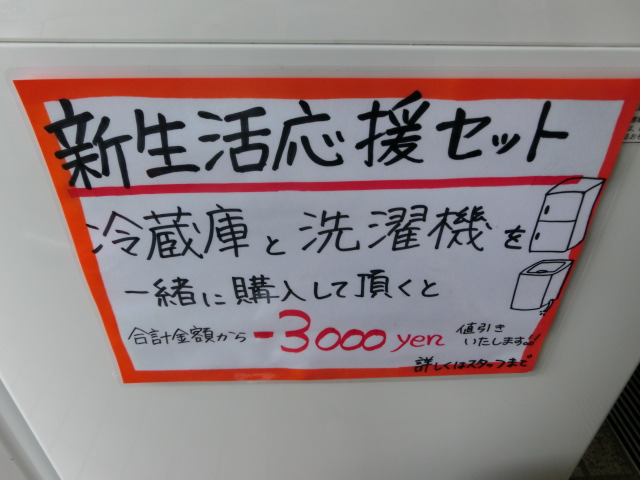 新生活応援セット
冷蔵庫と洗濯機を
一緒に購入して頂くと
合計金額から -3000 yen 値引き
いたします!!
詳しくはスタッフまで